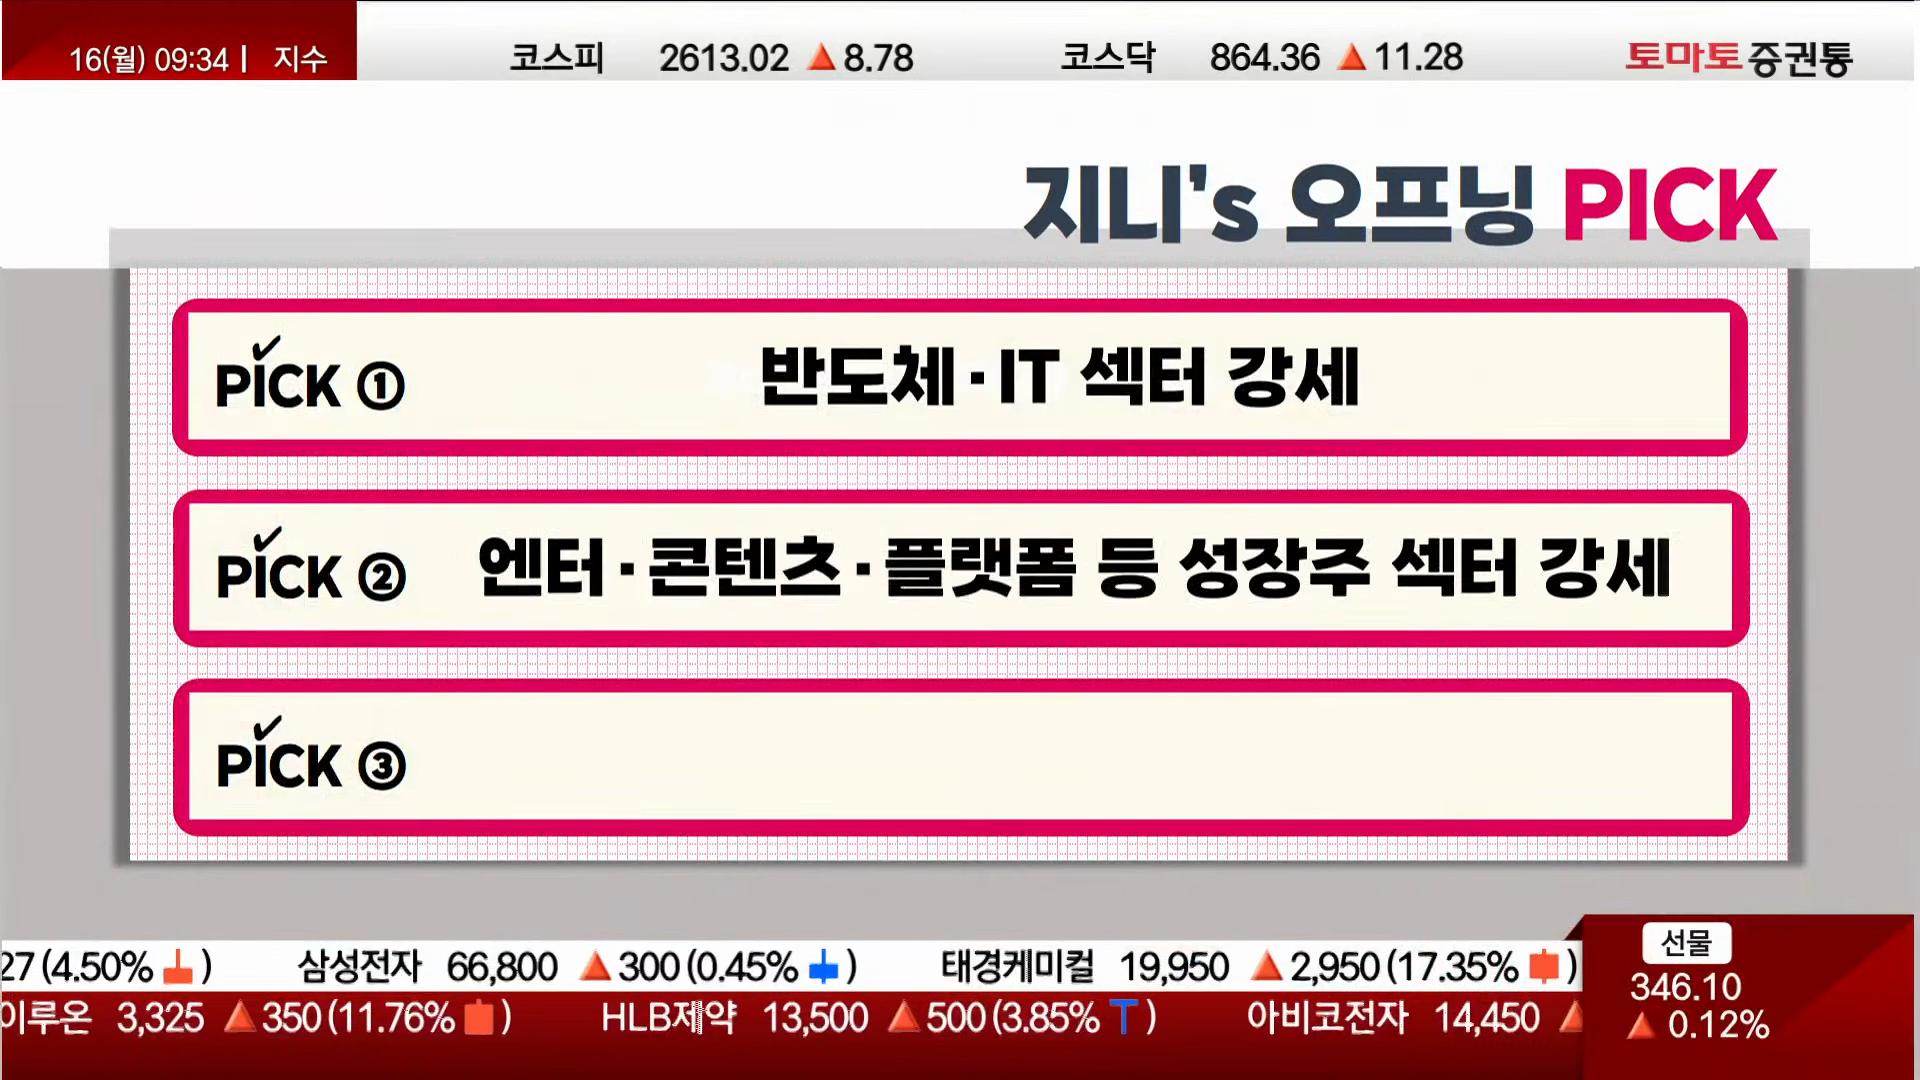 16(월) 09:34 | 지수 코스피 2613.02 ▲ 8.78 코스닥 864.36 ▲ 11.28 토마토증권통
지니's 오프닝 PICK
PICK ① 반도체·IT 섹터 강세
PICK ② 엔터·콘텐츠·플랫폼 등 성장주 섹터 강세
PICK ③
27 (4.50% ) 삼성전자 66,800 ▲ 300 (0.45% ) 태경케미컬 19,950 ▲ 2,950 (17.35% )
이루온 3,325 ▲ 350 (11.76% ) HLB제약 13,500 ▲ 500 (3.85% ) 아비코전자 14,450 ▲
선물
346.10
▲ 0.12%